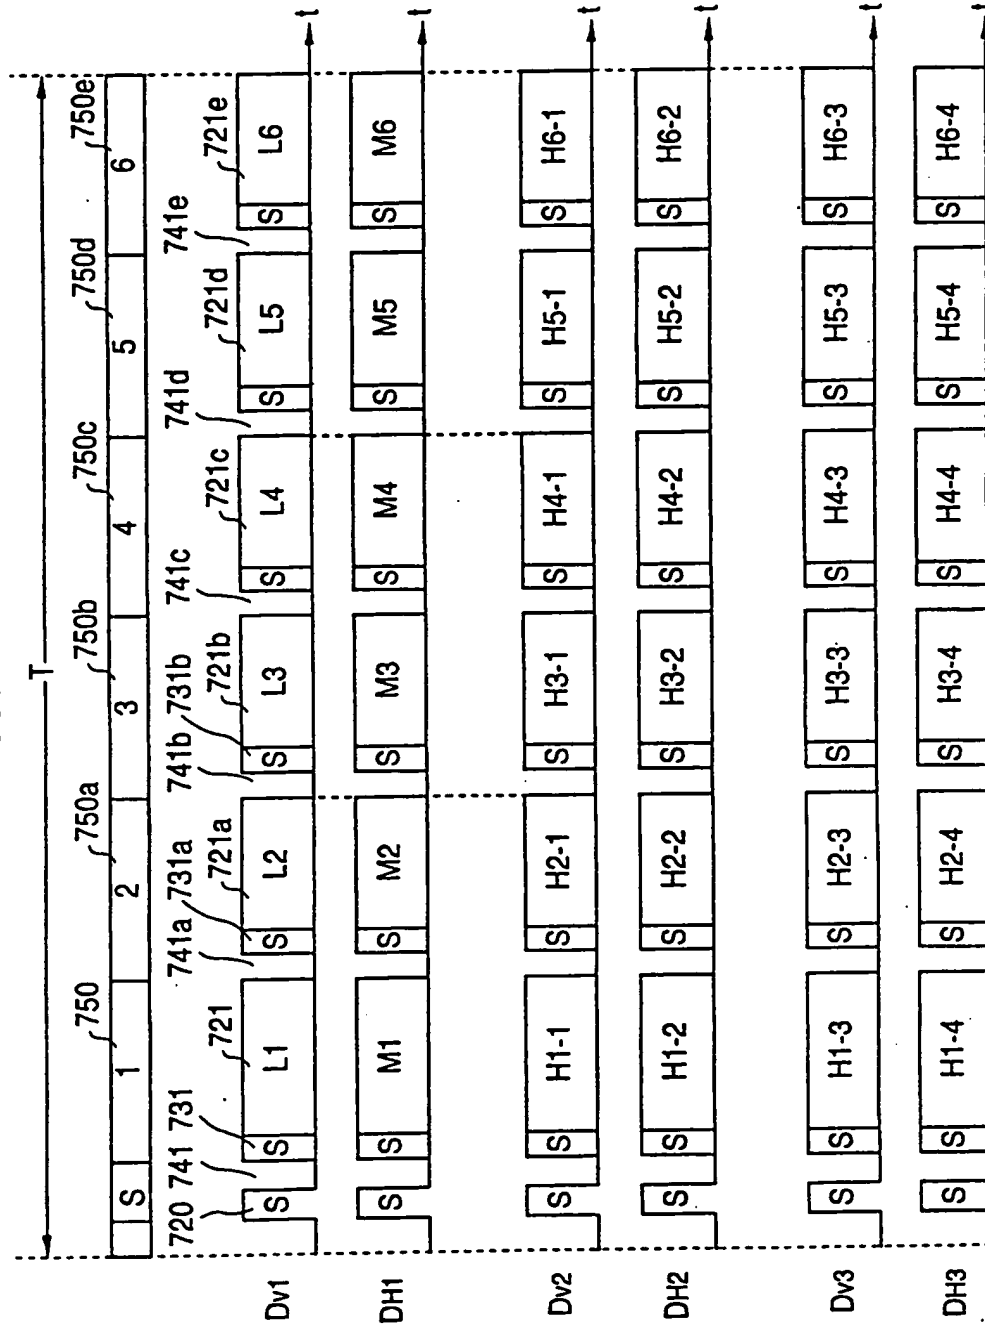 T
750 750a 750b 750c 750d 750e
S 1 2 3 4 5 6
720 741 731 721 741a 731a 721a 741b 731b 721b 741c 721c 741d 721d 741e 721e
Dv1 S S L1 S L2 S L3 S L4 S L5 S L6 t
DH1 S S M1 S M2 S M3 S M4 S M5 S M6 t
Dv2 S S H1-1 S H2-1 S H3-1 S H4-1 S H5-1 S H6-1 t
DH2 S S H1-2 S H2-2 S H3-2 S H4-2 S H5-2 S H6-2 t
Dv3 S S H1-3 S H2-3 S H3-3 S H4-3 S H5-3 S H6-3 t
DH3 S S H1-4 S H2-4 S H3-4 S H4-4 S H5-4 S H6-4 t